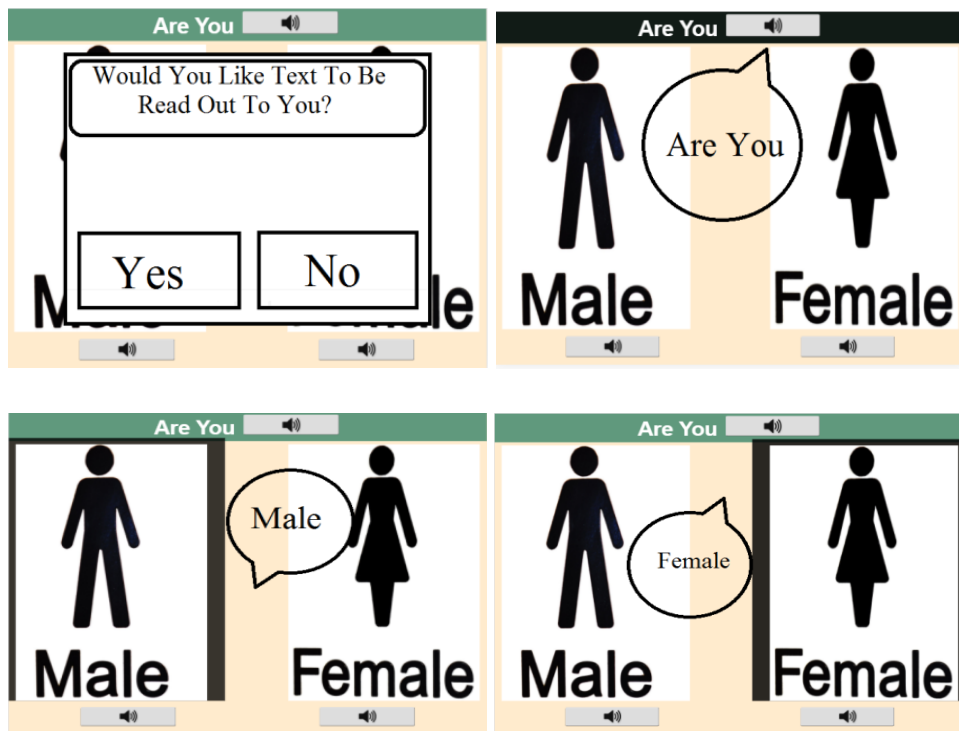 Are You
Would You Like Text To Be
Read Out To You?
Yes
No
Are You
Are You
Male
Female
Are You
Male
Male
Female
Are You
Female
Male
Female